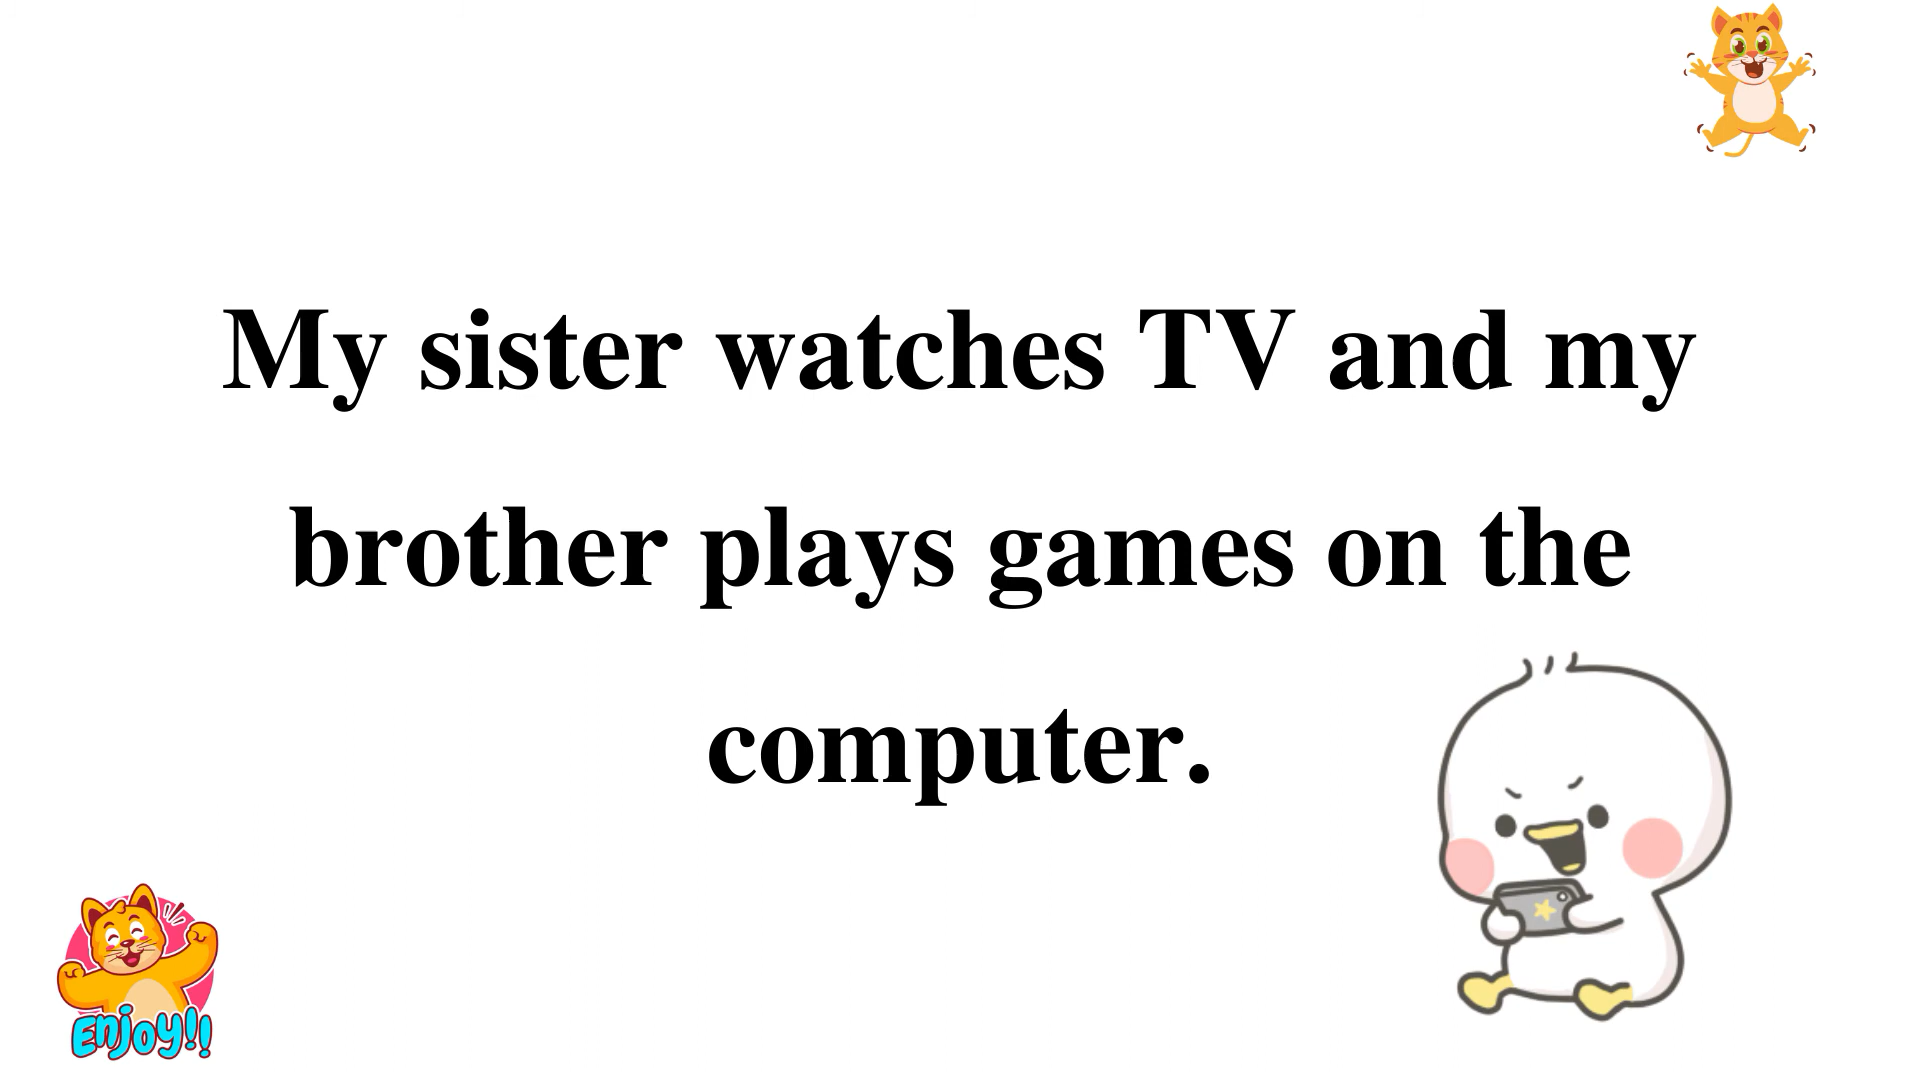 My sister watches TV and my
brother plays games on the
computer.
Enjoy!!